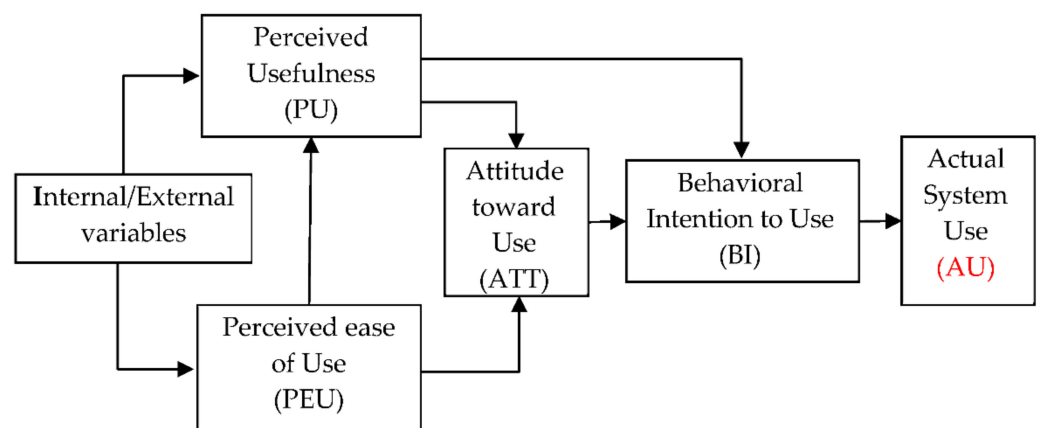 Perceived
Usefulness
(PU)
Internal/External
variables
Perceived ease
of Use
(PEU)
Attitude
toward
Use
(ATT)
Behavioral
Intention to Use
(BI)
Actual
System
Use
(AU)